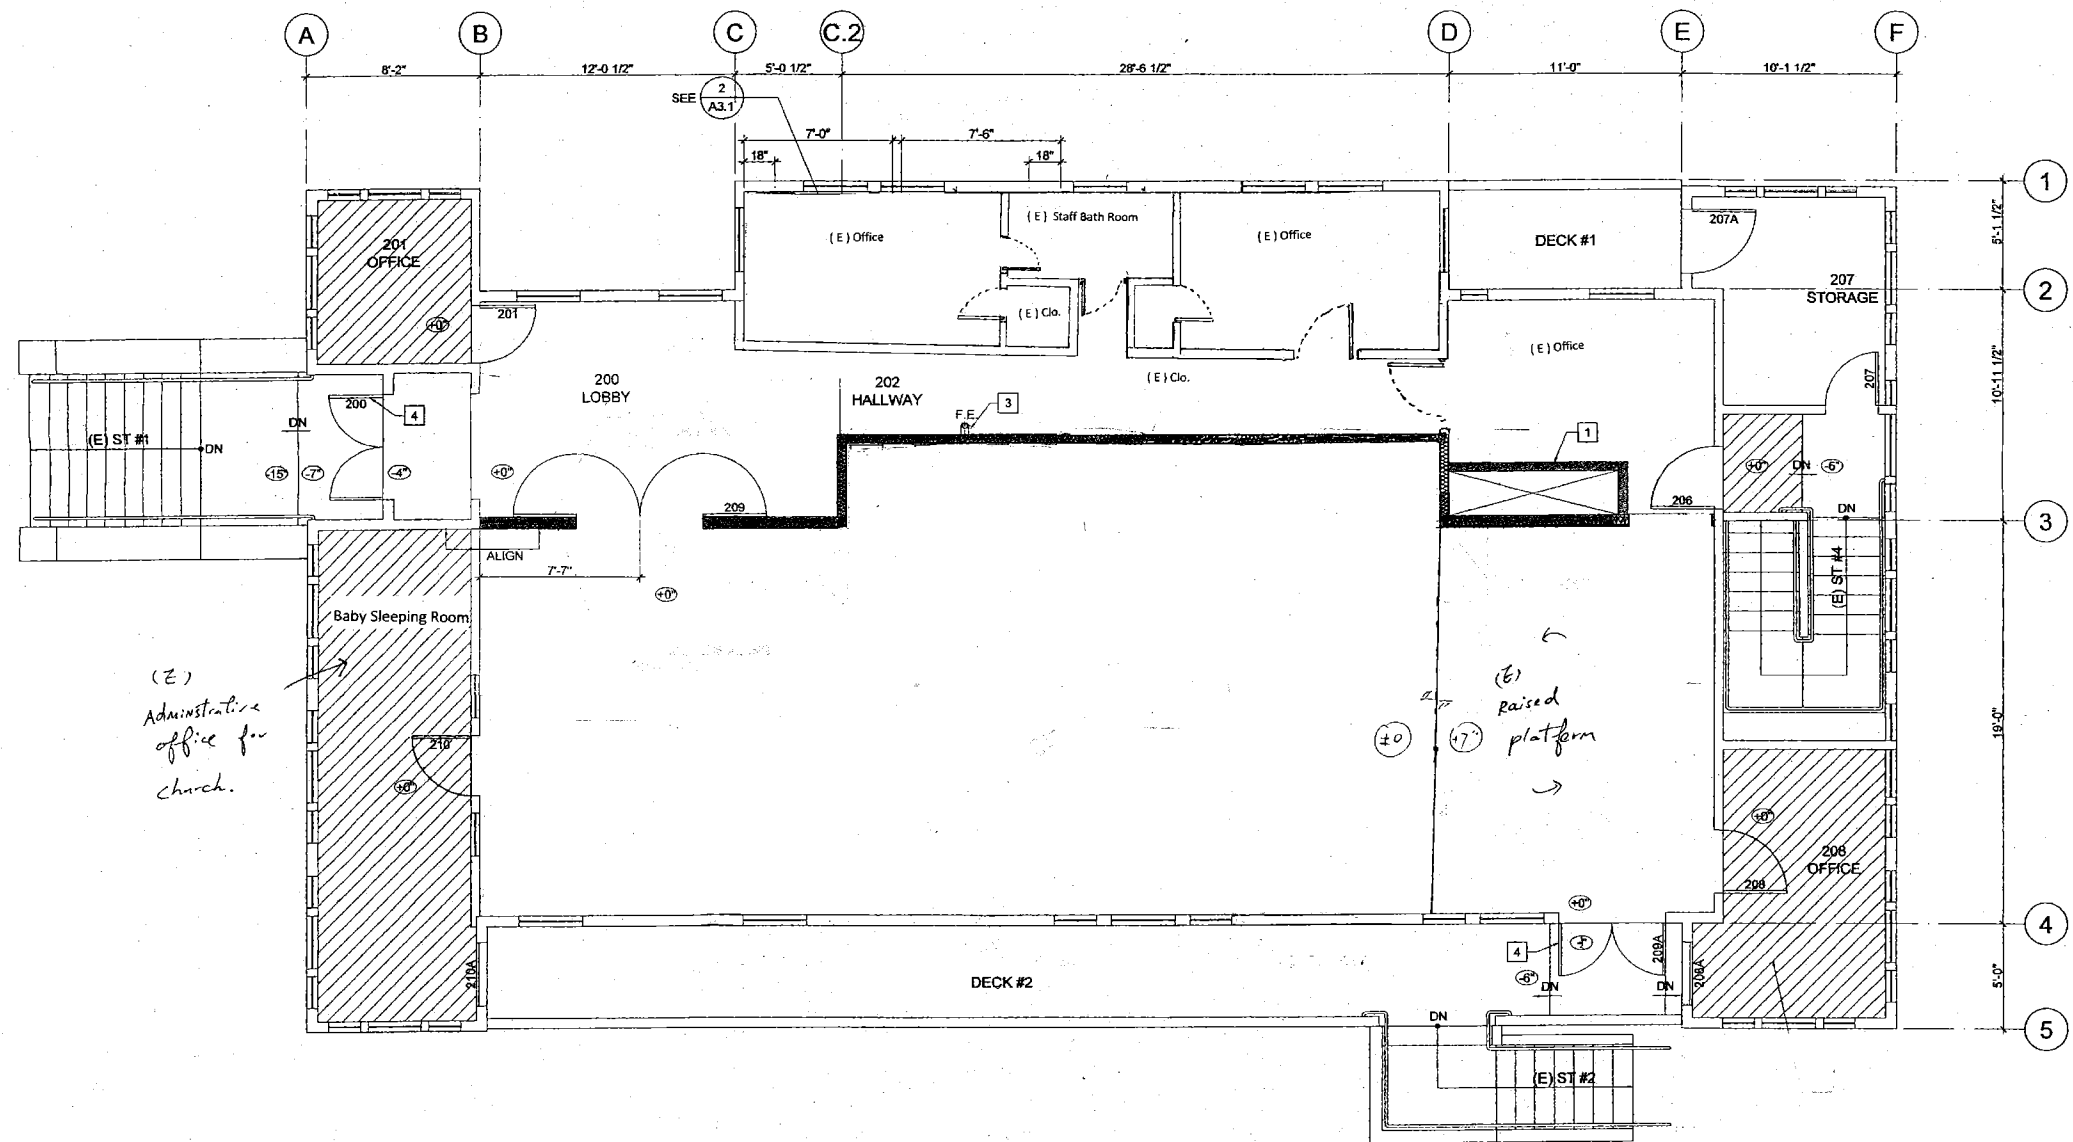 A
B
C
C.2
D
E
F
8'-2"
12'-0 1/2"
5'-0 1/2"
28'-6 1/2"
11'-0"
10'-1 1/2"
SEE
2
A3.1
7'-0"
7'-6"
18"
18"
1
5'-1 1/2"
2
10'-11 1/2"
3
19'-0"
4
5'-0"
5
201
OFFICE
+0"
201
( E ) Office
( E ) Staff Bath Room
( E ) Clo.
( E ) Office
DECK #1
207A
207
STORAGE
( E ) Office
( E ) Clo.
200
LOBBY
202
HALLWAY
F.E.
3
207
200
4
DN
(E) ST #1
DN
-15"
-7"
-4"
+0"
1
+0"
DN
-6"
206
DN
209
ALIGN
7'-7"
+0"
(E) ST #4
Baby Sleeping Room
(E)
Adminstrative
office for
church.
210
+0"
(E)
Raised
platform
±0
+7"
+0"
208
OFFICE
208
+0"
4
209A
-6"
DN
DN
208A
210A
DECK #2
DN
(E) ST #2